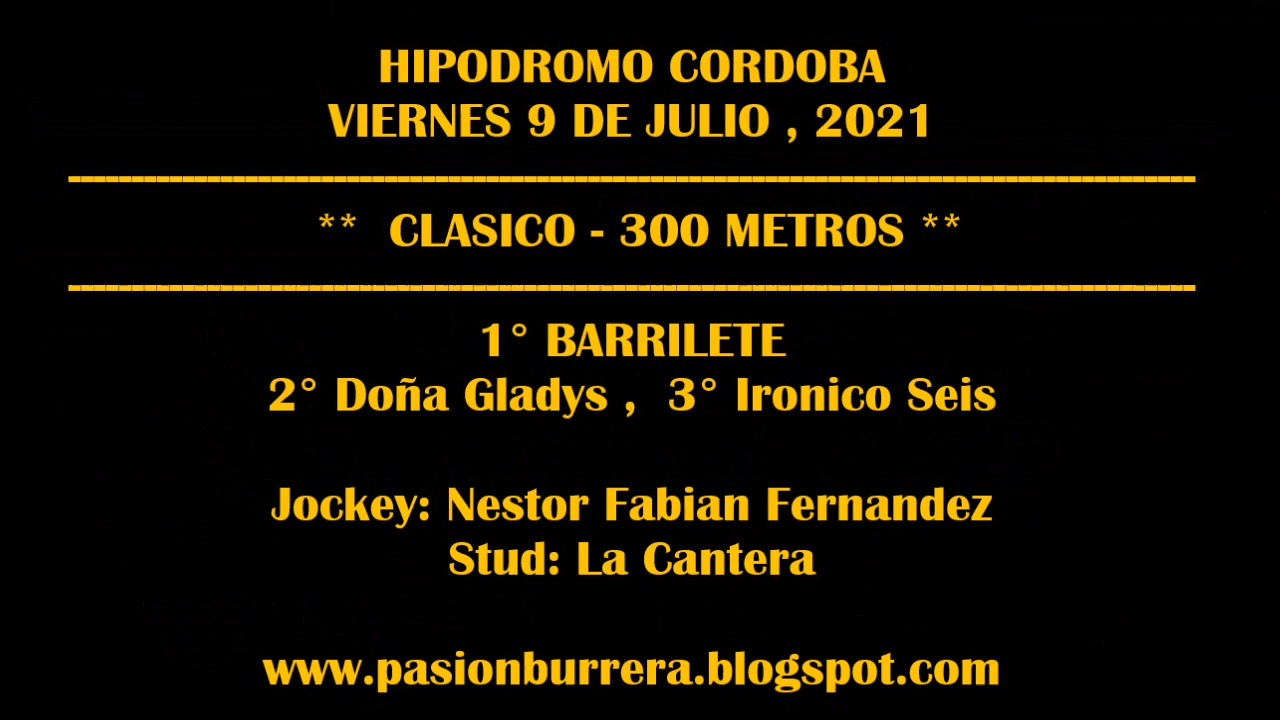 HIPODROMO CORDOBA
VIERNES 9 DE JULIO , 2021
** CLASICO - 300 METROS **
1° BARRILETE
2° Doña Gladys , 3° Ironico Seis
Jockey: Nestor Fabian Fernandez
Stud: La Cantera
www.pasionburrera.blogspot.com